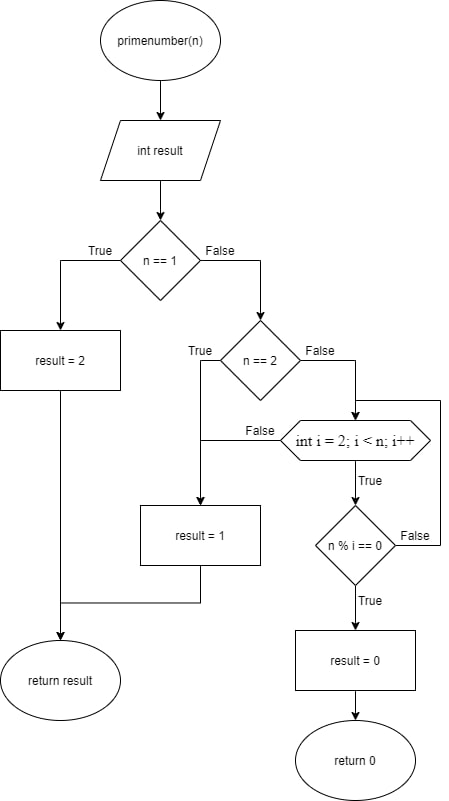 primenumber(n)
int result
True
n == 1
False
result = 2
True
n == 2
False
False
int i = 2; i < n; i++
True
result = 1
n % i == 0
False
True
return result
result = 0
return 0